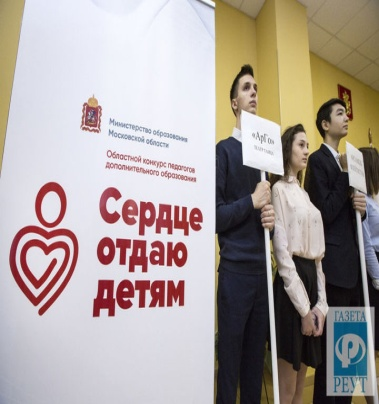 Министерство образования
Московской области
Областной конкурс педагогов
дополнительного образования
Сердце
отдаю
детям
«АрГо»
ГАЗЕТА
РЕУТ